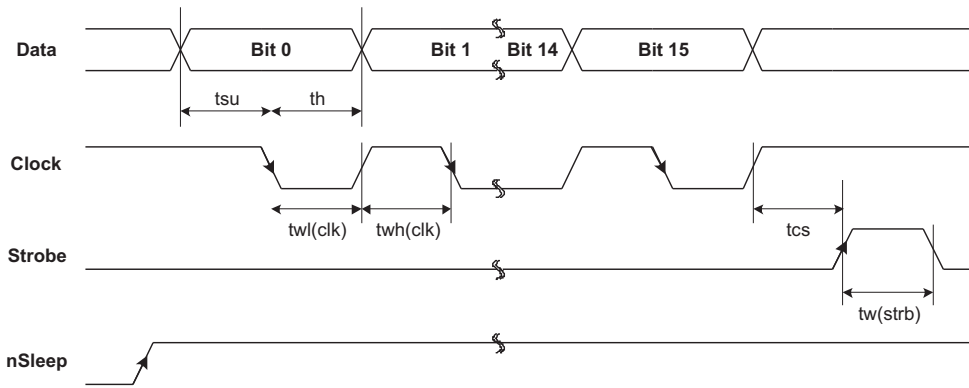 Data
Bit 0
Bit 1
Bit 14
Bit 15
tsu
th
Clock
twl(clk)
twh(clk)
tcs
Strobe
tw(strb)
nSleep